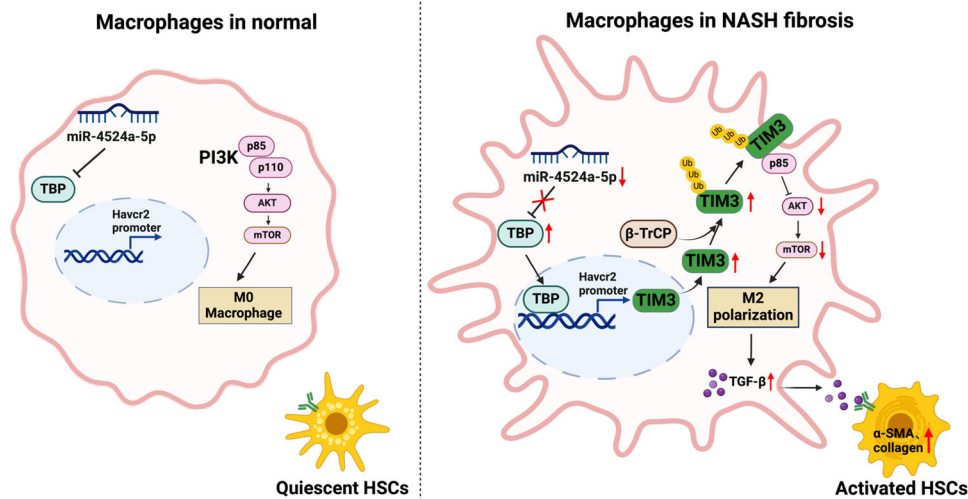 Macrophages in normal
miR-4524a-5p
TBP
PI3K
p85
p110
AKT
mTOR
Havcr2
promoter
M0
Macrophage
Quiescent HSCs
Macrophages in NASH fibrosis
miR-4524a-5p
TBP
TBP
Havcr2
promoter
TIM3
β-TrCP
TIM3
TIM3
Ub
Ub
Ub
Ub
Ub
Ub
TIM3
p85
AKT
mTOR
M2
polarization
TGF-β
α-SMA、
collagen
Activated HSCs